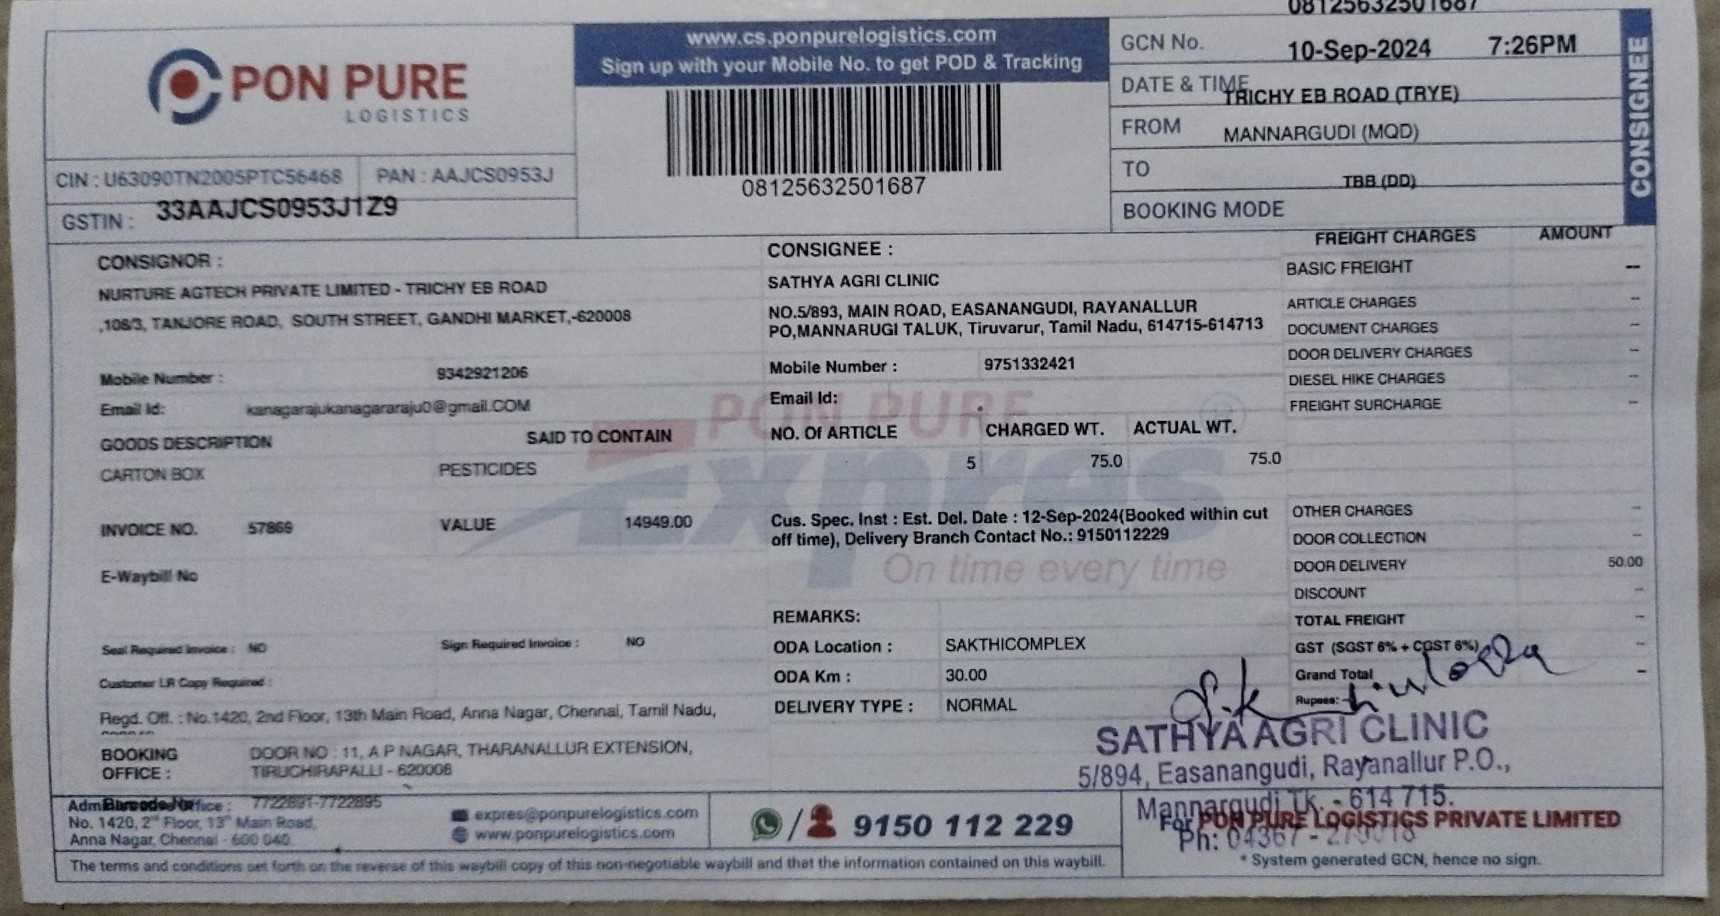 08125632501687
PON PURE
LOGISTICS
www.cs.ponpurelogistics.com
Sign up with your Mobile No. to get POD & Tracking
08125632501687
GCN No.
10-Sep-2024 7:26PM
DATE & TIME
TRICHY EB ROAD (TRYE)
FROM
MANNARGUDI (MQD)
TO
TBB (DD)
BOOKING MODE
CONSIGNEE
CIN : U63090TN2005PTC56468 PAN : AAJCS0953J
GSTIN : 33AAJCS0953J1Z9
CONSIGNOR :
NURTURE AGTECH PRIVATE LIMITED - TRICHY EB ROAD
,108/3, TANJORE ROAD, SOUTH STREET, GANDHI MARKET,-620008
Mobile Number : 9342921206
Email Id: kanagarajukanagararaju0@gmail.COM
GOODS DESCRIPTION SAID TO CONTAIN
CARTON BOX PESTICIDES
INVOICE NO. 57869 VALUE 14949.00
E-Waybill No
Seal Required Invoice : NO Sign Required Invoice : NO
Customer LR Copy Required :
Regd. Off. : No.1420, 2nd Floor, 13th Main Road, Anna Nagar, Chennai, Tamil Nadu,
BOOKING OFFICE : DOOR NO : 11, A P NAGAR, THARANALLUR EXTENSION,
TIRUCHIRAPALLI - 620008
CONSIGNEE :
SATHYA AGRI CLINIC
NO.5/893, MAIN ROAD, EASANANGUDI, RAYANALLUR
PO,MANNARUGI TALUK, Tiruvarur, Tamil Nadu, 614715-614713
Mobile Number : 9751332421
Email Id:
PON PURE
Expres
On time every time
NO. Of ARTICLE CHARGED WT. ACTUAL WT.
5 75.0 75.0
Cus. Spec. Inst : Est. Del. Date : 12-Sep-2024(Booked within cut
off time), Delivery Branch Contact No.: 9150112229
REMARKS:
ODA Location : SAKTHICOMPLEX
ODA Km : 30.00
DELIVERY TYPE : NORMAL
FREIGHT CHARGES AMOUNT
BASIC FREIGHT --
ARTICLE CHARGES --
DOCUMENT CHARGES --
DOOR DELIVERY CHARGES --
DIESEL HIKE CHARGES --
FREIGHT SURCHARGE --
OTHER CHARGES --
DOOR COLLECTION --
DOOR DELIVERY 50.00
DISCOUNT --
TOTAL FREIGHT --
GST (SGST 6% + CGST 6%) --
Grand Total --
Rupees:
SATHYA AGRI CLINIC
5/894, Easanangudi, Rayanallur P.O.,
Mannargudi Tk. - 614 715.
Ph: 04367 -
For PON PURE LOGISTICS PRIVATE LIMITED
* System generated GCN, hence no sign.
Administrative Office :
Barcode No 7722891-7722895
No. 1420, 2nd Floor, 13th Main Road,
Anna Nagar, Chennai - 600 040.
expres@ponpurelogistics.com
www.ponpurelogistics.com
9150 112 229
The terms and conditions set forth on the reverse of this waybill copy of this non-negotiable waybill and that the information contained on this waybill.